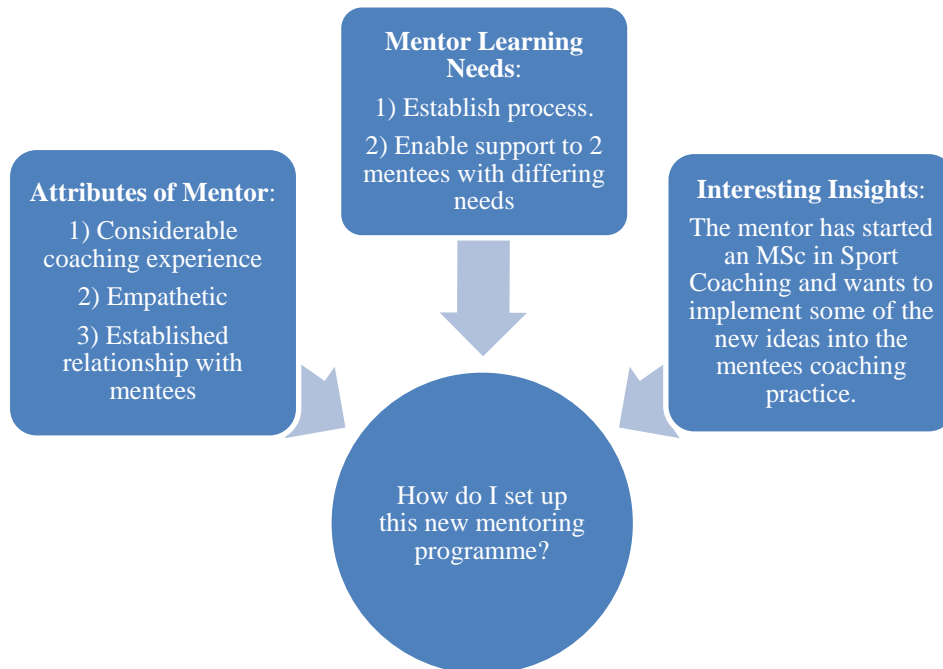 Mentor Learning
Needs:
1) Establish process.
2) Enable support to 2
mentees with differing
needs
Attributes of Mentor:
1) Considerable
coaching experience
2) Empathetic
3) Established
relationship with
mentees
Interesting Insights:
The mentor has started
an MSc in Sport
Coaching and wants to
implement some of the
new ideas into the
mentees coaching
practice.
How do I set up
this new mentoring
programme?